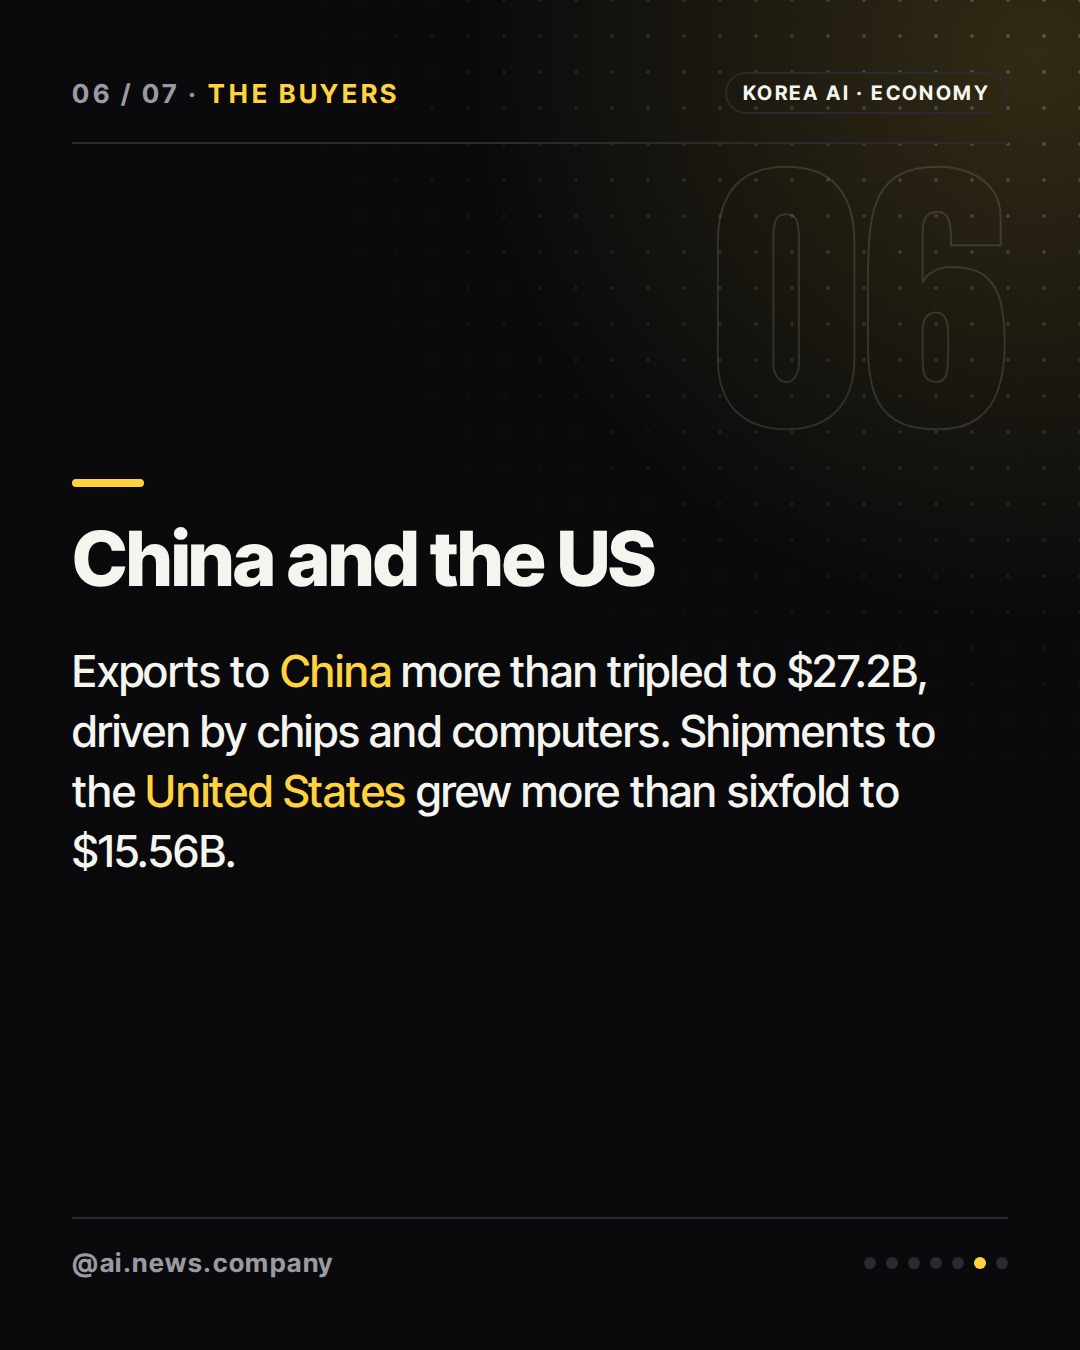 06 / 07 · THE BUYERS
KOREA AI · ECONOMY
06
China and the US
Exports to China more than tripled to $27.2B,
driven by chips and computers. Shipments to
the United States grew more than sixfold to
$15.56B.
@ai.news.company